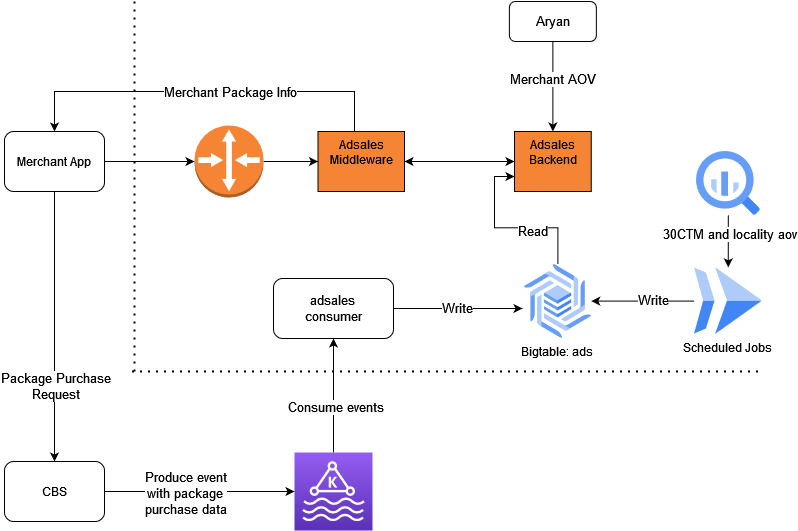 Aryan
Merchant AOV
Merchant Package Info
Merchant App
Adsales
Middleware
Adsales
Backend
30CTM and locality aov
Read
adsales
consumer
Write
Write
Bigtable: ads
Scheduled Jobs
Package Purchase
Request
Consume events
CBS
Produce event
with package
purchase data
K